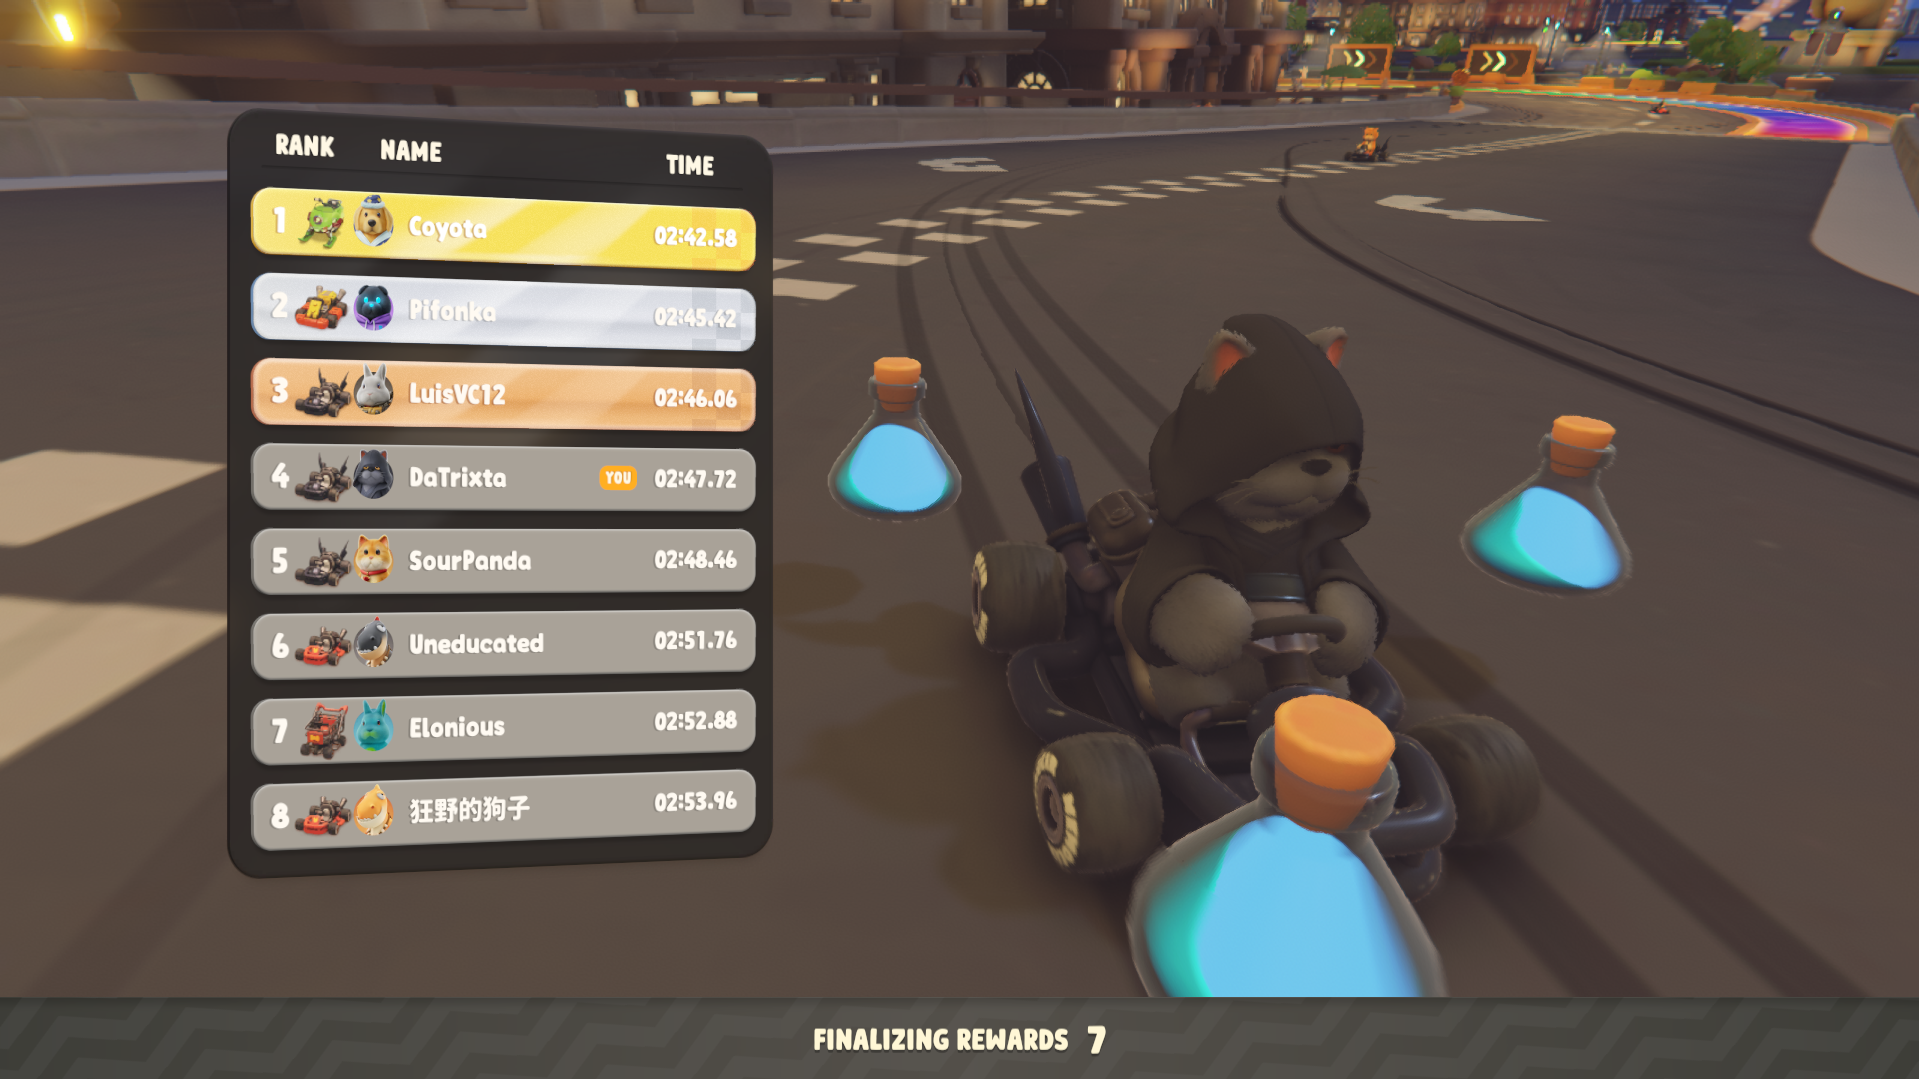 RANK NAME TIME
1 Coyota 02:42.58
2 Pifanka 02:45.42
3 LuisVC12 02:46.06
4 DaTrixta YOU 02:47.72
5 SourPanda 02:48.46
6 Uneducated 02:51.76
7 Elonious 02:52.88
8 狂野的狗子 02:53.96
FINALIZING REWARDS 7